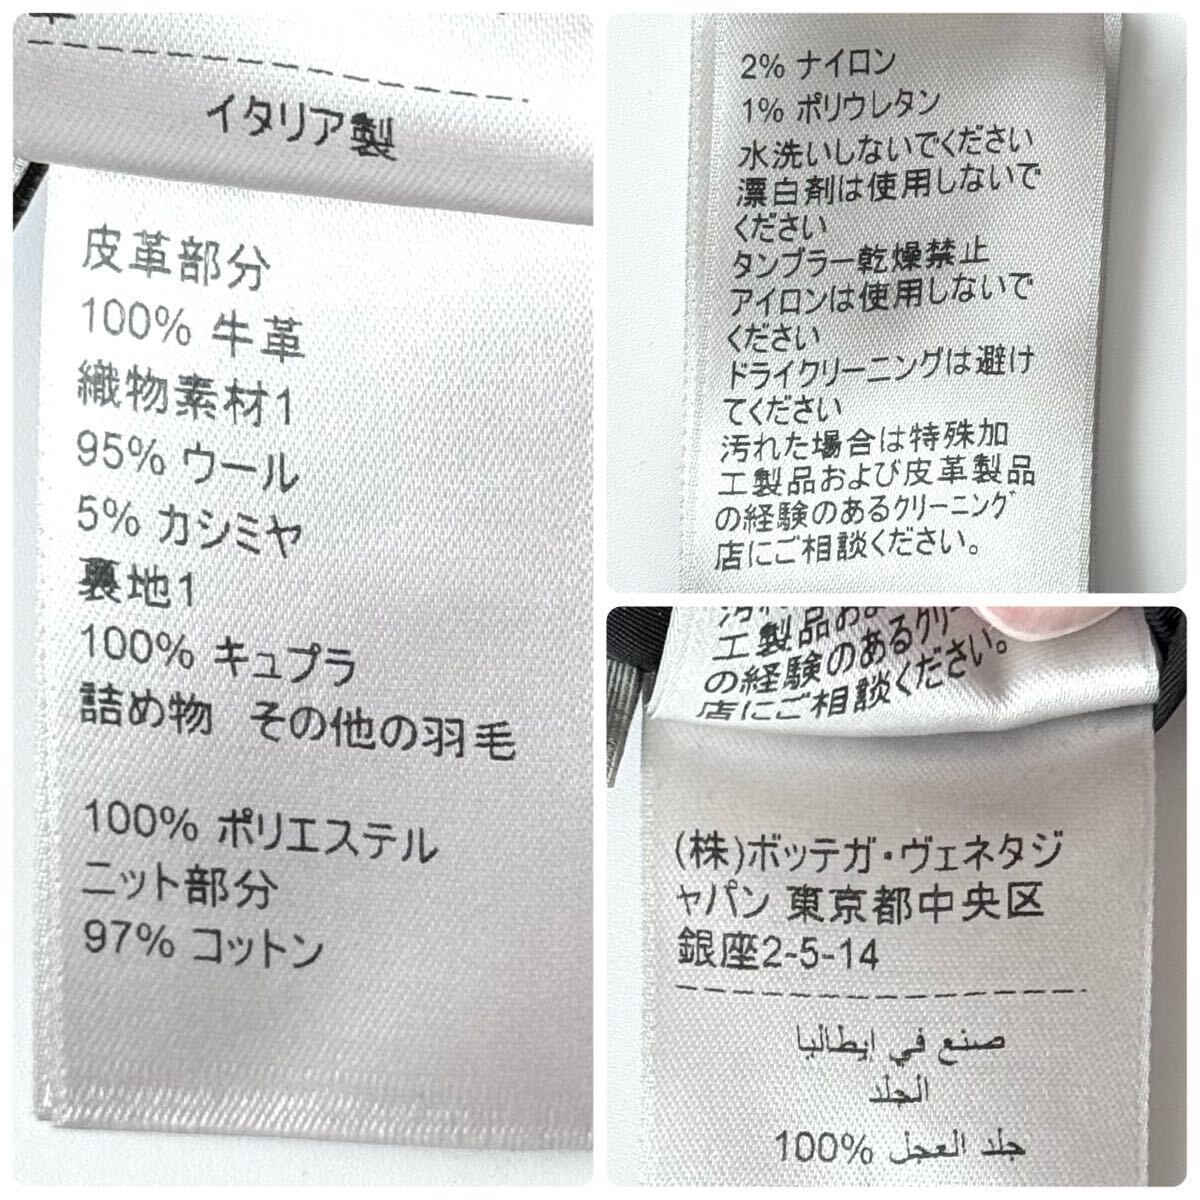 イタリア製
皮革部分
100% 牛革
織物素材1
95% ウール
5% カシミヤ
裏地1
100% キュプラ
詰め物 その他の羽毛
100% ポリエステル
ニット部分
97% コットン
2% ナイロン
1% ポリウレタン
水洗いしないでください
漂白剤は使用しないで
ください
タンブラー乾燥禁止
アイロンは使用しないで
ください
ドライクリーニングは避け
てください
汚れた場合は特殊加
工製品および皮革製品
の経験のあるクリーニング
店にご相談ください。
工製品およ
の経験のあるクリー
店にご相談ください。
(株)ボッテガ・ヴェネタジ
ャパン 東京都中央区
銀座2-5-14
صنع في إيطاليا
الجلد
100% جلد العجل